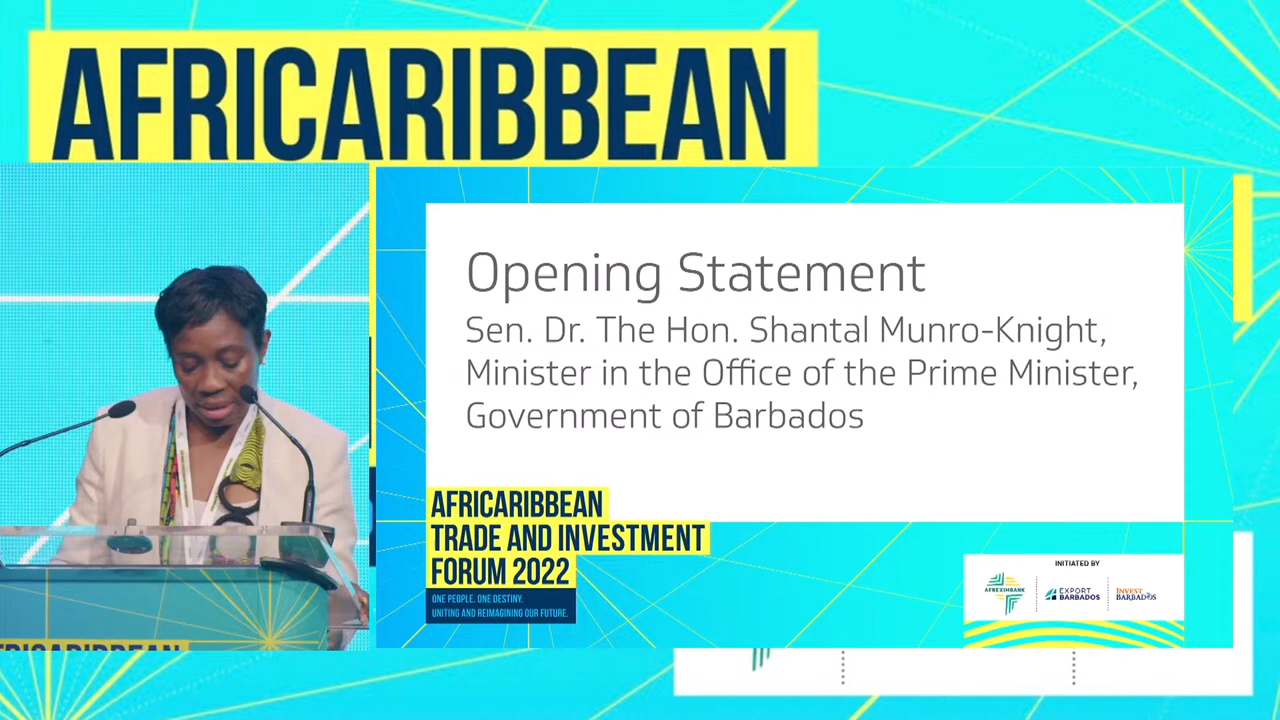 AFRICARIBBEAN
Opening Statement
Sen. Dr. The Hon. Shantal Munro-Knight,
Minister in the Office of the Prime Minister,
Government of Barbados
AFRICARIBBEAN
TRADE AND INVESTMENT
FORUM 2022
ONE PEOPLE. ONE DESTINY.
UNITING AND REIMAGINING OUR FUTURE.
INITIATED BY
AFREXIMBANK
EXPORT
BARBADOS
INVEST
BARBADOS
AFRICARIBBEAN